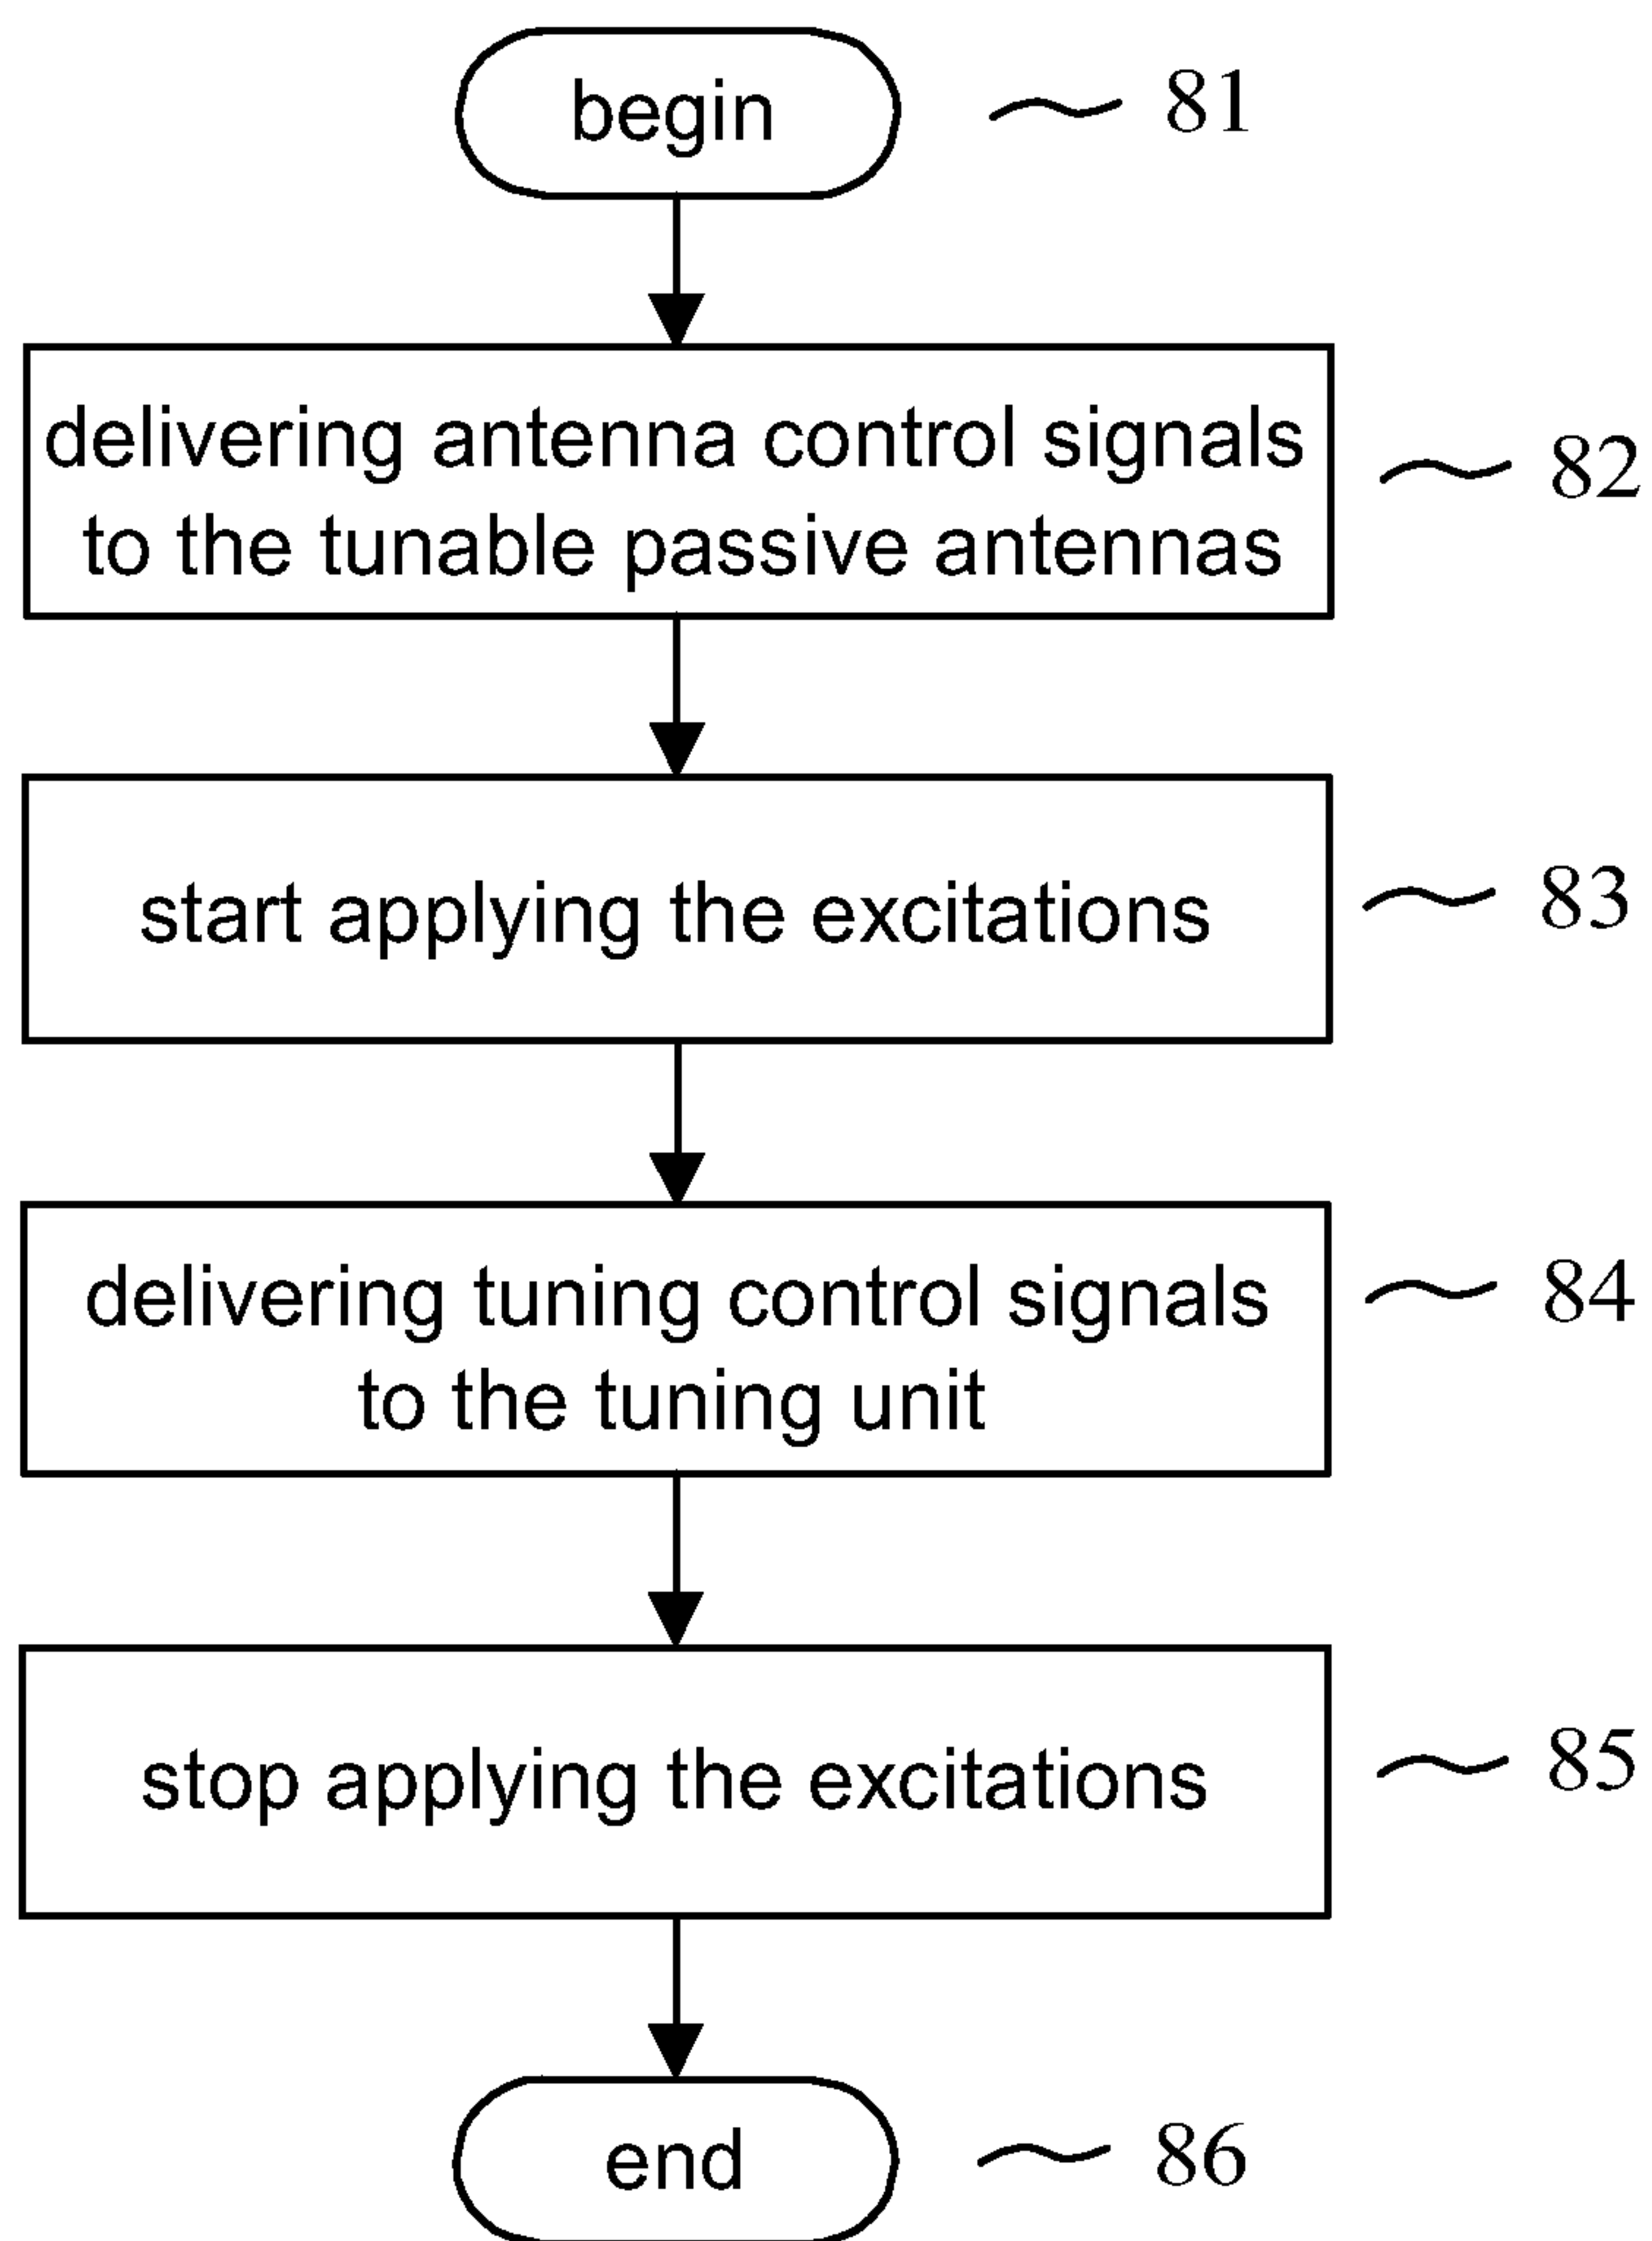 begin
81
delivering antenna control signals
to the tunable passive antennas
82
start applying the excitations
83
delivering tuning control signals
to the tuning unit
84
stop applying the excitations
85
end
86